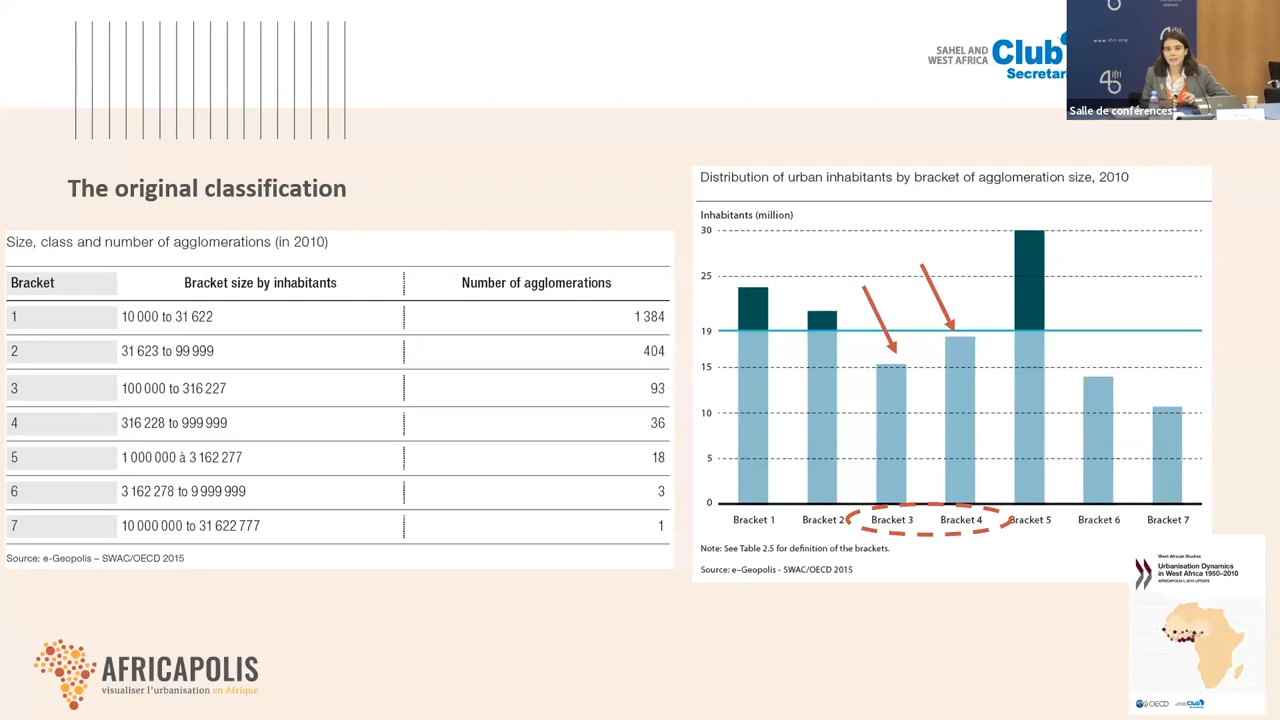 SAHEL AND
WEST AFRICA
Club
Secretar
www.ifri.org
ifri
Salle de conférences
The original classification
Size, class and number of agglomerations (in 2010)
Bracket Bracket size by inhabitants Number of agglomerations
1 10 000 to 31 622 1 384
2 31 623 to 99 999 404
3 100 000 to 316 227 93
4 316 228 to 999 999 36
5 1 000 000 à 3 162 277 18
6 3 162 278 to 9 999 999 3
7 10 000 000 to 31 622 777 1
Source: e-Geopolis – SWAC/OECD 2015
Distribution of urban inhabitants by bracket of agglomeration size, 2010
Inhabitants (million)
30
25
19
15
10
5
0
Bracket 1 Bracket 2 Bracket 3 Bracket 4 Bracket 5 Bracket 6 Bracket 7
Note: See Table 2.5 for definition of the brackets.
Source: e–Geopolis - SWAC/OECD 2015
West African Studies
Urbanisation Dynamics
in West Africa 1950–2010
AFRICAPOLIS I, 2015 UPDATE
OECD
Club
AFRICAPOLIS
visualiser l'urbanisation en Afrique